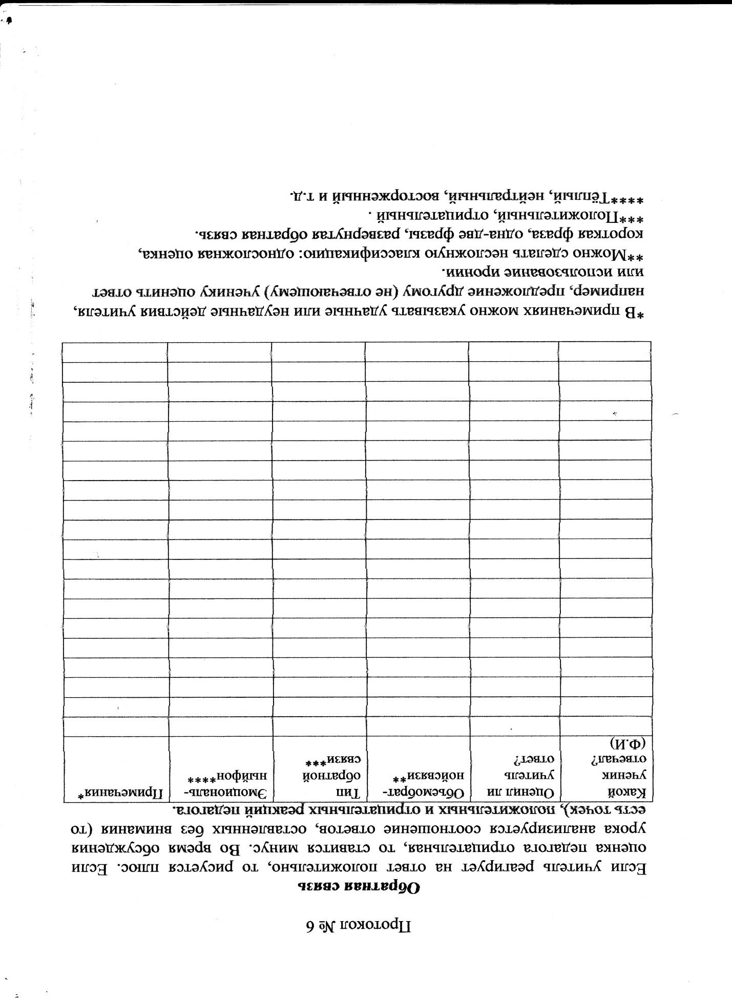 Протокол № 6
Обратная связь
Если учитель реагирует на ответ положительно, то рисуется плюс. Если
оценка педагога отрицательная, то ставится минус. Во время обсуждения
урока анализируется соотношение ответов, оставленных без внимания (то
есть точек), положительных и отрицательных реакций педагога.
Какой
ученик
отвечал?
(Ф.И)
Оценил ли
учитель
ответ?
Объемобрат-
нойсвязи**
Тип
обратной
связи***
Эмоциональ-
ныйфон****
Примечания*
*В примечаниях можно указывать удачные или неудачные действия учителя,
например, предложение другому (не отвечающему) ученику оценить ответ
или использование иронии.
**Можно сделать несложную классификацию: односложная оценка,
короткая фраза, одна-две фразы, развернутая обратная связь.
***Положительный, отрицательный .
****Тёплый, нейтральный, восторженный и т.д.